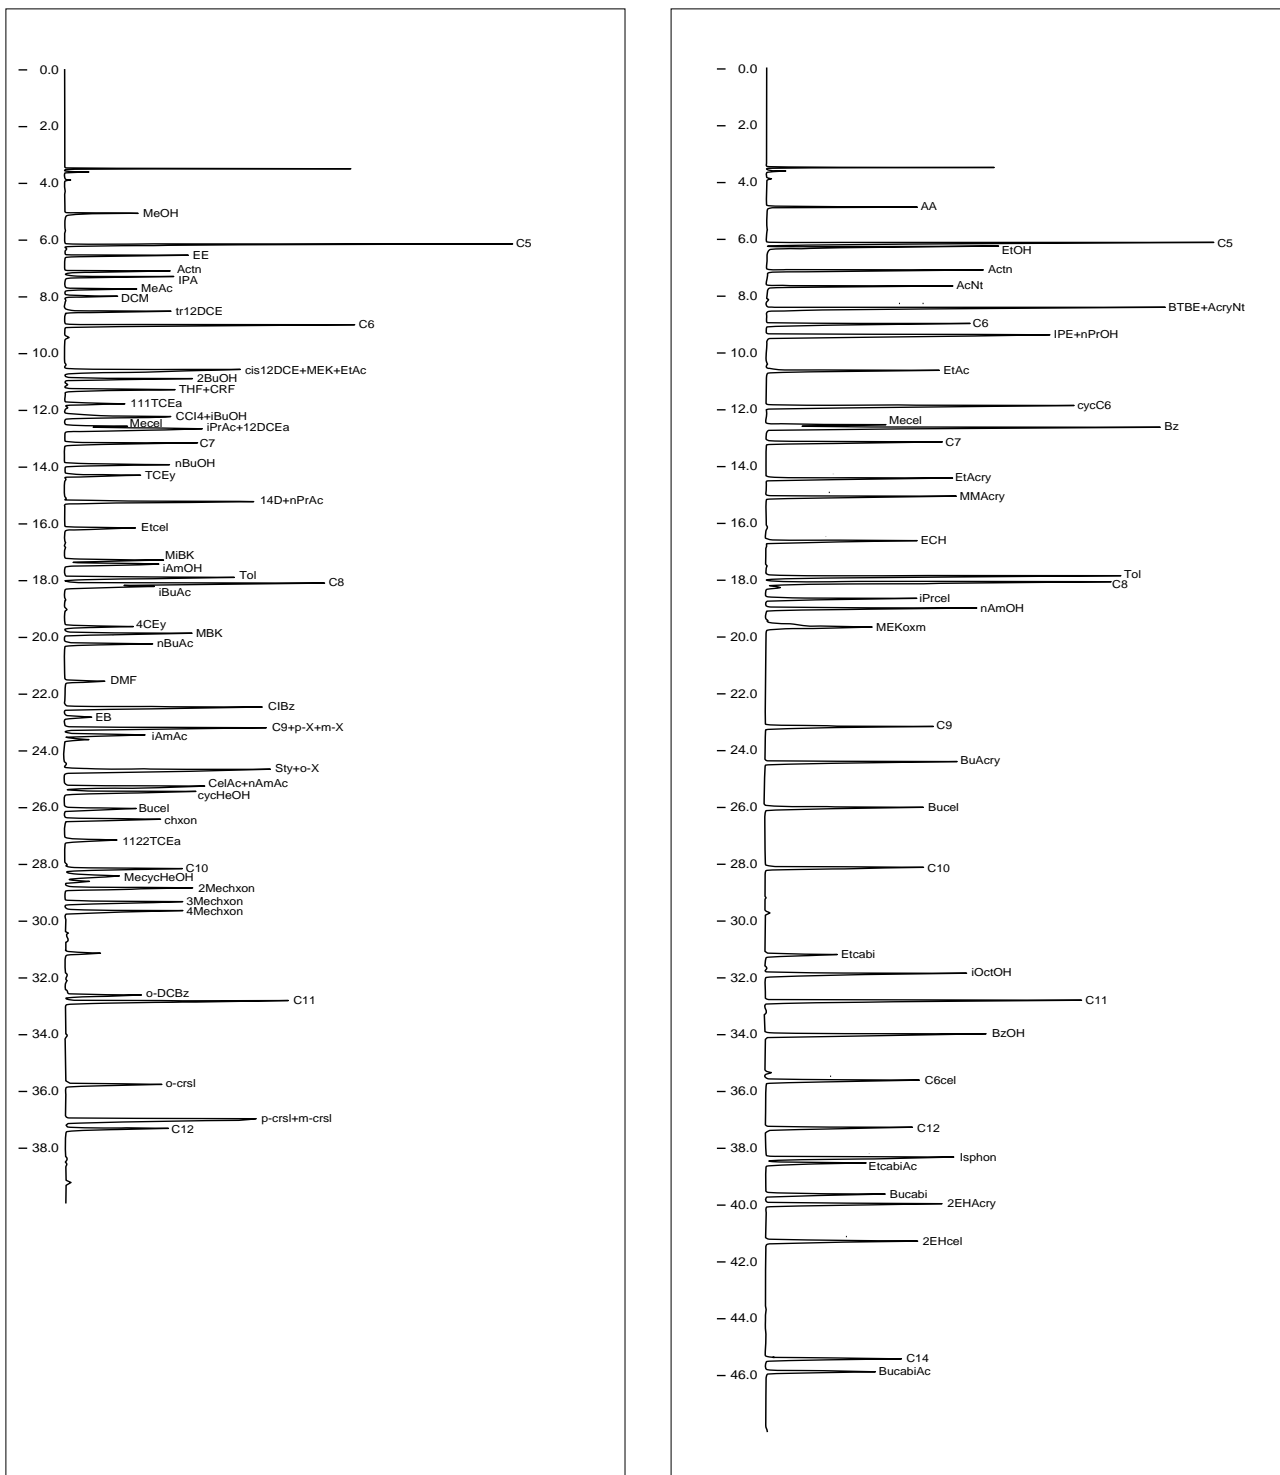 – 0.0
– 2.0
– 4.0
MeOH
– 6.0
C5
EE
Actn
IPA
MeAc
– 8.0
DCM
tr12DCE
C6
– 10.0
cis12DCE+MEK+EtAc
2BuOH
THF+CRF
111TCEa
– 12.0
CCl4+iBuOH
Mecel
iPrAc+12DCEa
C7
– 14.0
nBuOH
TCEy
14D+nPrAc
– 16.0
Etcel
MiBK
iAmOH
– 18.0
Tol
C8
iBuAc
4CEy
– 20.0
MBK
nBuAc
DMF
– 22.0
ClBz
EB
C9+p-X+m-X
iAmAc
– 24.0
Sty+o-X
CelAc+nAmAc
cycHeOH
– 26.0
Bucel
chxon
1122TCEa
– 28.0
C10
MecycHeOH
2Mechxon
3Mechxon
4Mechxon
– 30.0
– 32.0
o-DCBz
C11
– 34.0
o-crsl
– 36.0
p-crsl+m-crsl
C12
– 38.0
– 0.0
– 2.0
– 4.0
AA
– 6.0
C5
EtOH
Actn
AcNt
– 8.0
BTBE+AcryNt
C6
IPE+nPrOH
– 10.0
EtAc
cycC6
– 12.0
Mecel
Bz
C7
– 14.0
EtAcry
MMAcry
– 16.0
ECH
Tol
– 18.0
C8
iPrcel
nAmOH
MEKoxm
– 20.0
– 22.0
C9
– 24.0
BuAcry
– 26.0
Bucel
– 28.0
C10
– 30.0
Etcabi
iOctOH
– 32.0
C11
– 34.0
BzOH
C6cel
– 36.0
C12
– 38.0
Isphon
EtcabiAc
Bucabi
– 40.0
2EHAcry
2EHcel
– 42.0
– 44.0
C14
– 46.0
BucabiAc